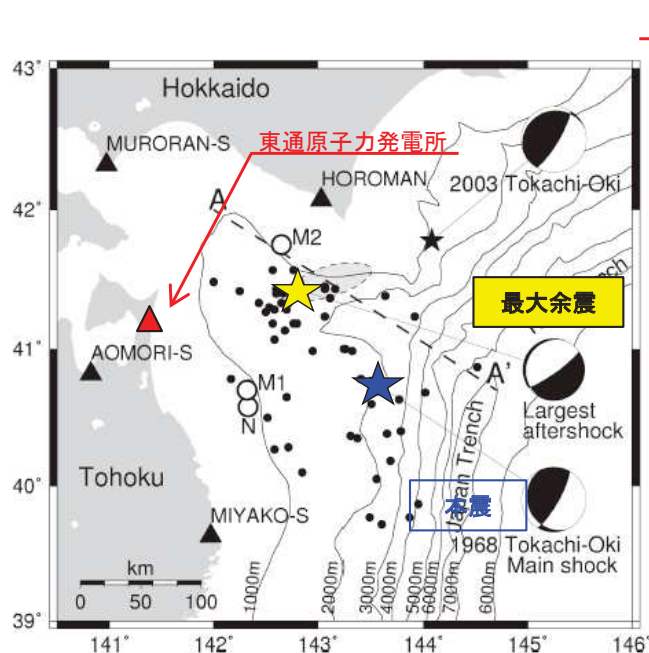 43°
42°
41°
40°
39°
Hokkaido
MURORAN-S
東通原子力発電所
HOROMAN
2003 Tokachi-Oki
A
M2
最大余震
Trench
AOMORI-S
M1
N
A'
Largest
aftershock
Tohoku
Japan Trench
本震
MIYAKO-S
1968 Tokachi-Oki
Main shock
km
0 50 100
1000m
2000m
3000m
4000m
5000m
6000m
7000m
6000m
141° 142° 143° 144° 145° 146°